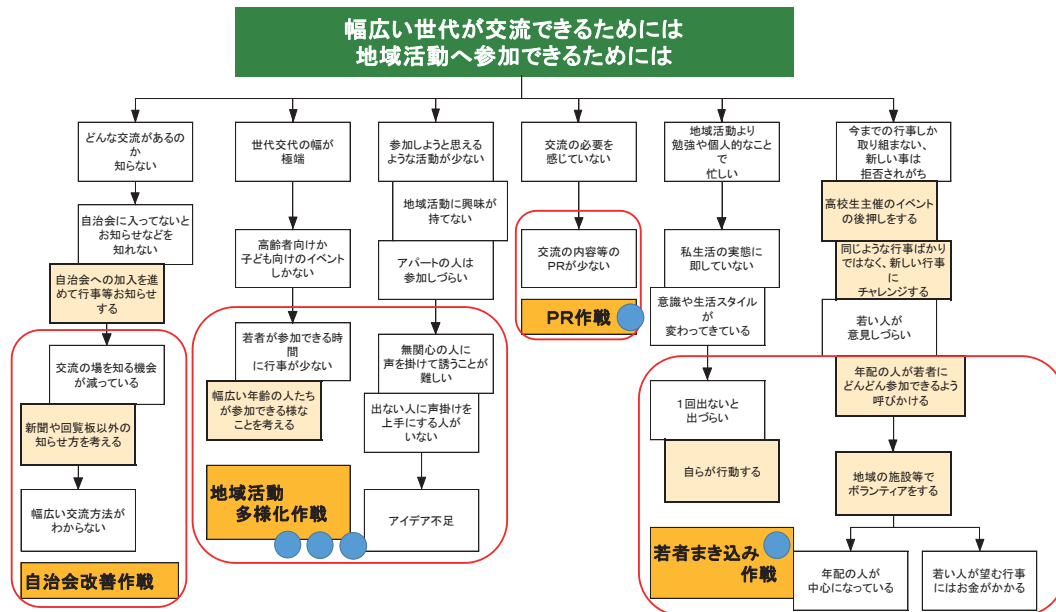 幅広い世代が交流できるためには
地域活動へ参加できるためには
どんな交流があるの
か
知らない
自治会に入ってないと
お知らせなどを
知れない
自治会への加入を進
めて行事等お知らせ
する
交流の場を知る機会
が減っている
新聞や回覧板以外の
知らせ方を考える
幅広い交流方法が
わからない
自治会改善作戦
世代交代の幅が
極端
高齢者向けか
子ども向けのイベント
しかない
若者が参加できる時
間
に行事が少ない
幅広い年齢の人たち
が参加できる様な
ことを考える
地域活動
多様化作戦
参加しようと思える
ような活動が少ない
地域活動に興味が
持てない
アパートの人は
参加しづらい
無関心の人に
声を掛けて誘うことが
難しい
出ない人に声掛けを
上手にする人が
いない
アイデア不足
交流の必要を
感じていない
交流の内容等の
PRが少ない
PR作戦
地域活動より
勉強や個人的なこと
で
忙しい
私生活の実態に
即していない
意識や生活スタイル
が
変わってきている
1回出ないと
出づらい
自らが行動する
若者まき込み
作戦
今までの行事しか
取り組まない、
新しい事は
拒否されがち
高校生主催のイベント
の後押しをする
同じような行事ばかり
ではなく、新しい行事
に
チャレンジする
若い人が
意見しづらい
年配の人が若者に
どんどん参加できるよう
呼びかける
地域の施設等で
ボランティアをする
年配の人が
中心になっている
若い人が望む行事
にはお金がかかる